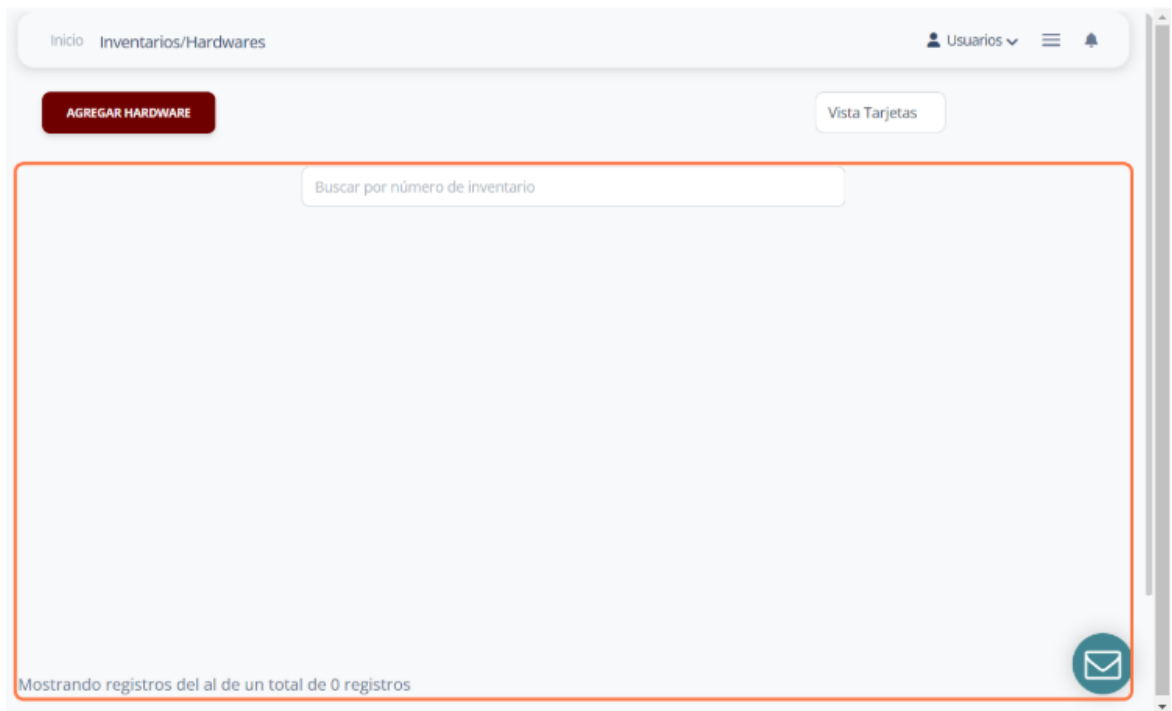 Inicio Inventarios/Hardwares Usuarios
AGREGAR HARDWARE Vista Tarjetas
Buscar por número de inventario
Mostrando registros del al de un total de 0 registros